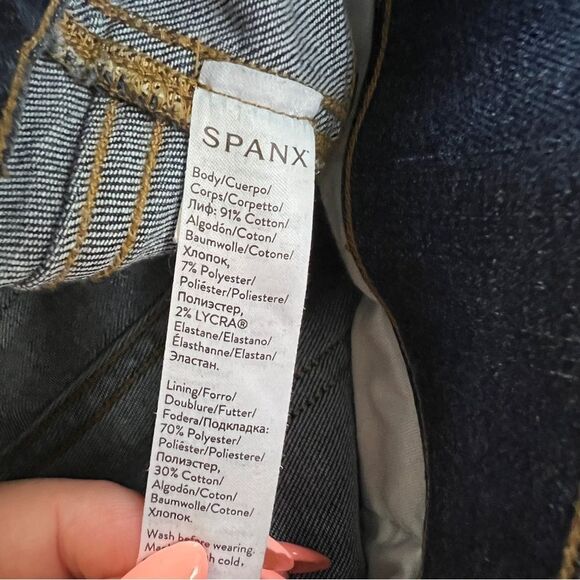 SPANX
Body/Cuerpo/
Corps/Corpetto/
Лиф: 91% Cotton/
Algodón/Coton/
Baumwolle/Cotone/
Хлопок,
7% Polyester/
Poliéster/Poliestere/
Полиэстер,
2% LYCRA®
Elastane/Elastano/
Élasthanne/Elastan/
Эластан.
Lining/Forro/
Doublure/Futter/
Fodera/Подкладка:
70% Polyester/
Poliéster/Poliestere/
Полиэстер,
30% Cotton/
Algodón/Coton/
Baumwolle/Cotone/
Хлопок.
Wash before wearing.
cold,